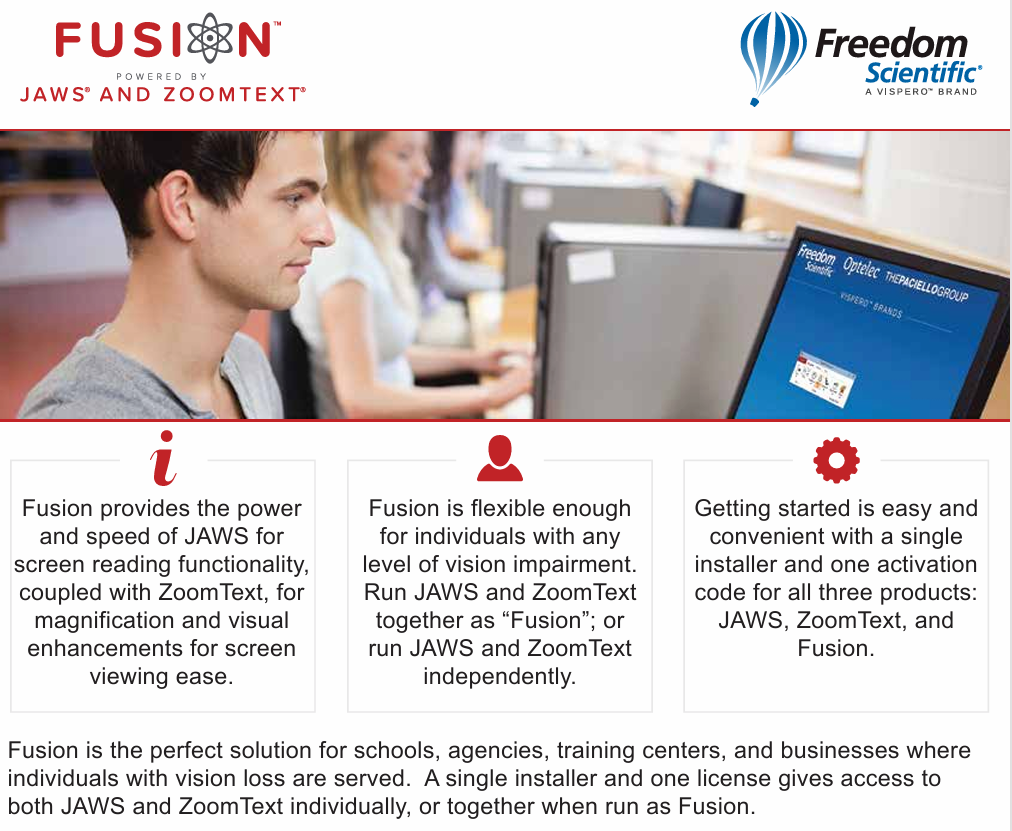 FUSION™
POWERED BY
JAWS® AND ZOOMTEXT®
Freedom
Scientific®
A VISPERO™ BRAND
Freedom
Scientific
Optelec
THEPACIELLOGROUP
VISPERO™ BRANDS
Fusion provides the power
and speed of JAWS for
screen reading functionality,
coupled with ZoomText, for
magnification and visual
enhancements for screen
viewing ease.
Fusion is flexible enough
for individuals with any
level of vision impairment.
Run JAWS and ZoomText
together as “Fusion”; or
run JAWS and ZoomText
independently.
Getting started is easy and
convenient with a single
installer and one activation
code for all three products:
JAWS, ZoomText, and
Fusion.
Fusion is the perfect solution for schools, agencies, training centers, and businesses where
individuals with vision loss are served.  A single installer and one license gives access to
both JAWS and ZoomText individually, or together when run as Fusion.